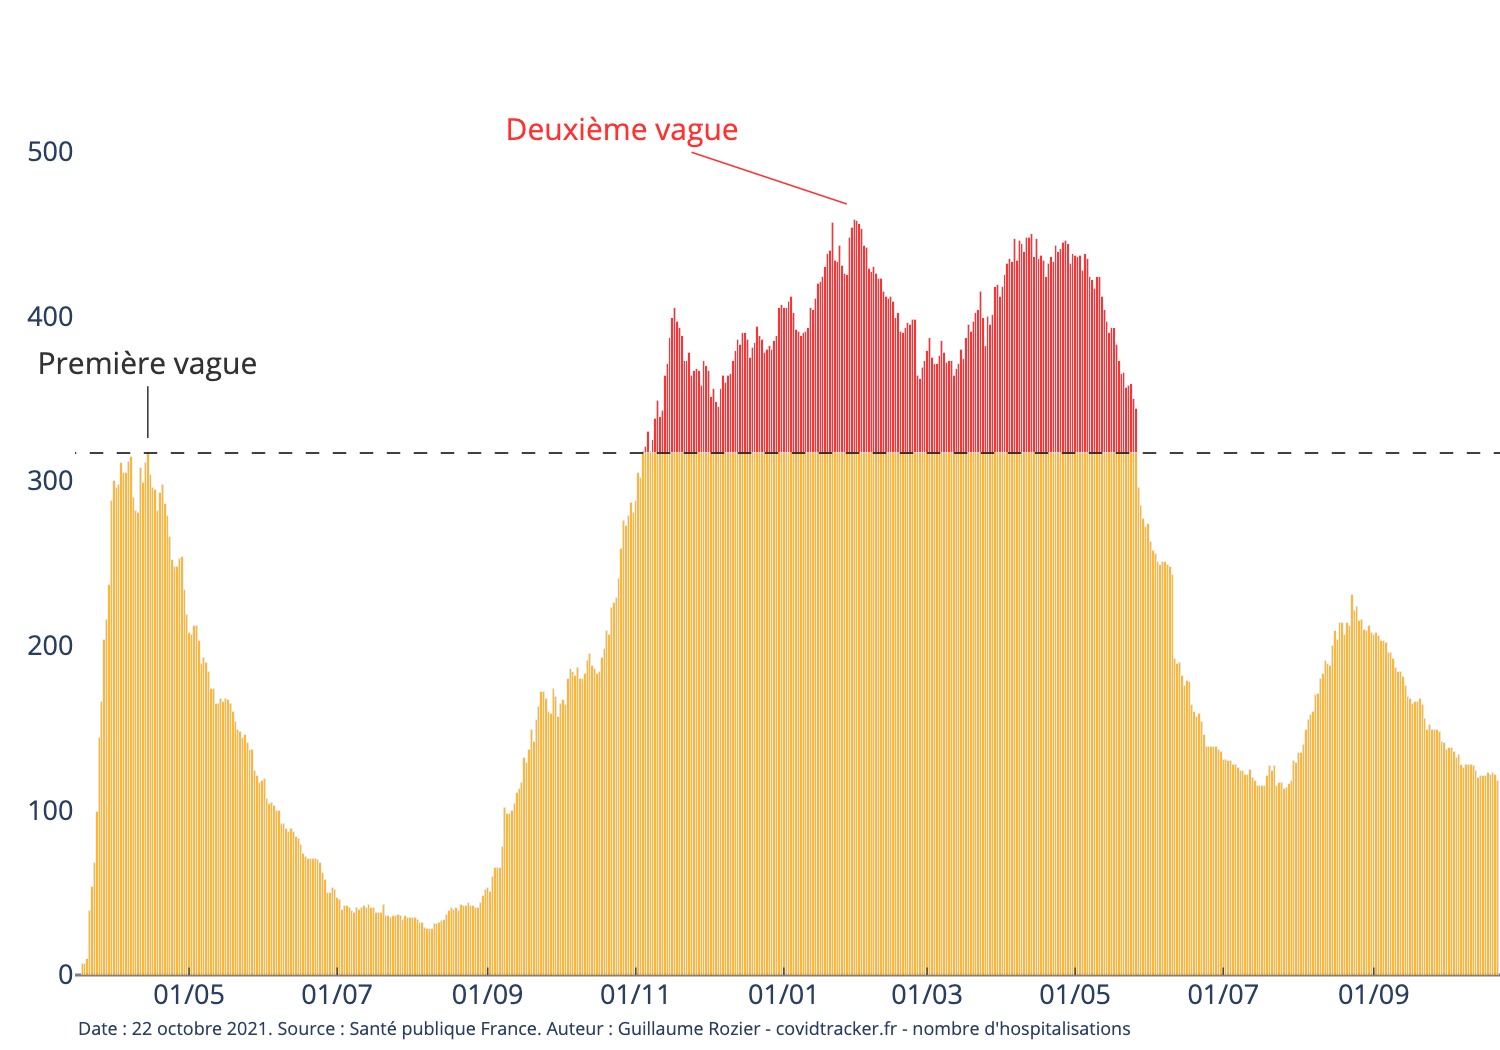 Deuxième vague
500
400
Première vague
300
200
100
0
01/05 01/07 01/09 01/11 01/01 01/03 01/05 01/07 01/09
Date : 22 octobre 2021. Source : Santé publique France. Auteur : Guillaume Rozier - covidtracker.fr - nombre d'hospitalisations